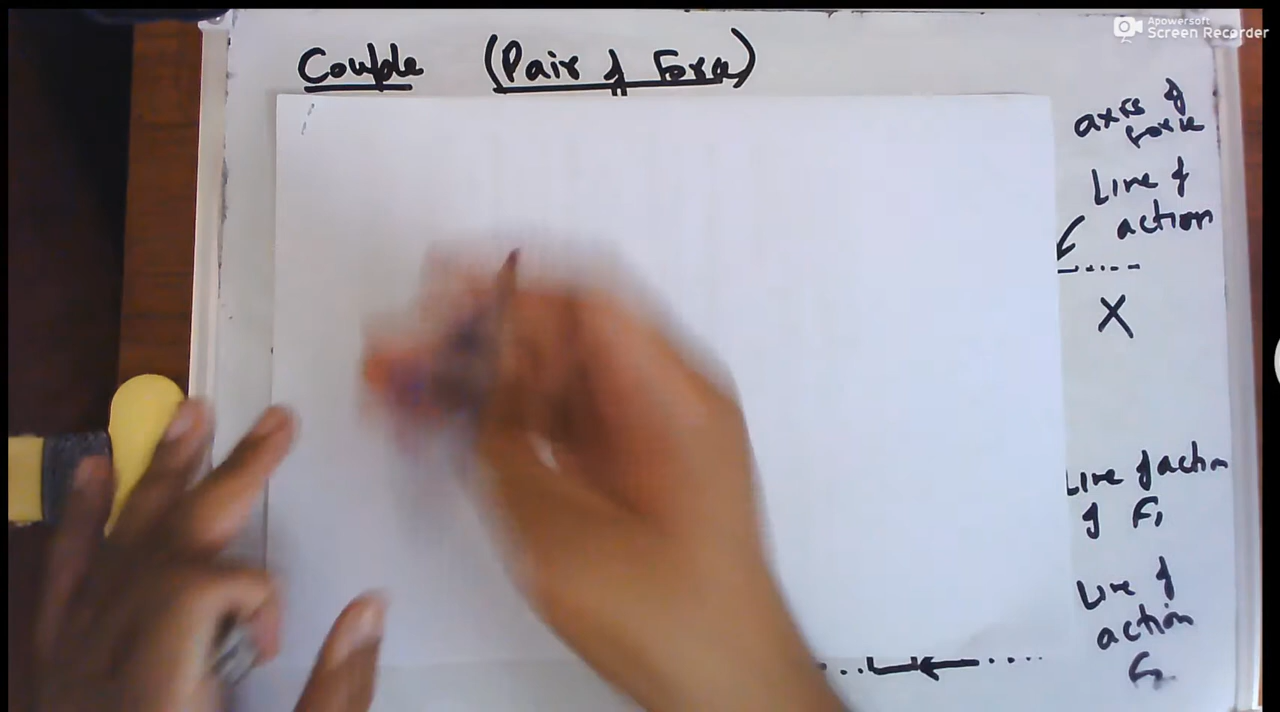 Apowersoft
Screen Recorder
Couple (Pair of Force)
axis of
force
Line of
action
X
Line of action
of F1
Line of
action
F2